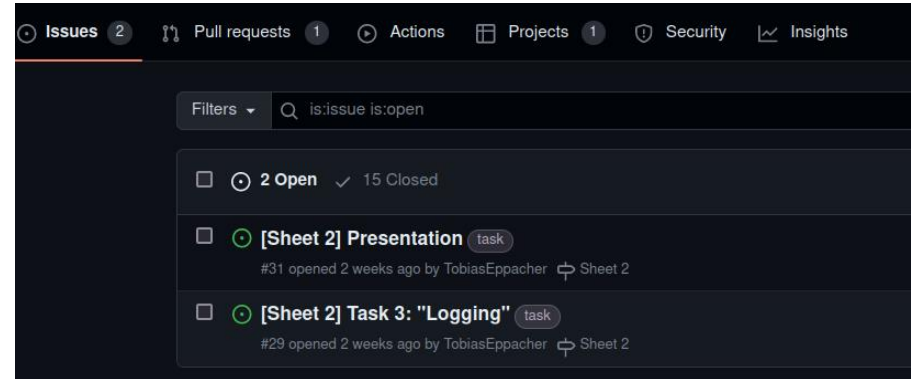 Issues 2 Pull requests 1 Actions Projects 1 Security Insights
Filters is:issue is:open
2 Open 15 Closed
[Sheet 2] Presentation task
#31 opened 2 weeks ago by TobiasEppacher Sheet 2
[Sheet 2] Task 3: "Logging" task
#29 opened 2 weeks ago by TobiasEppacher Sheet 2